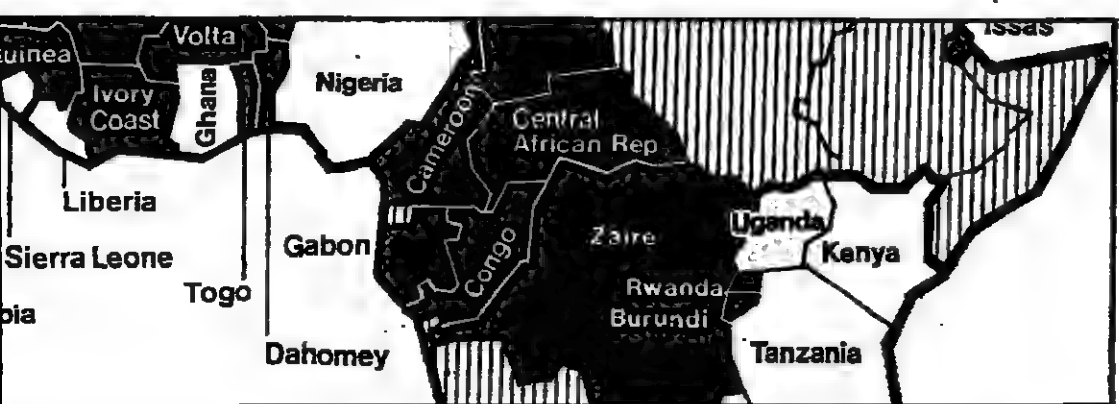 Issas
Guinea
Volta
Nigeria
Ivory
Coast
Ghana
Cameroon
Central
African Rep
Liberia
Uganda
Zaire
Kenya
Gabon
Congo
Sierra Leone
Togo
Rwanda
Burundi
bia
Dahomey
Tanzania